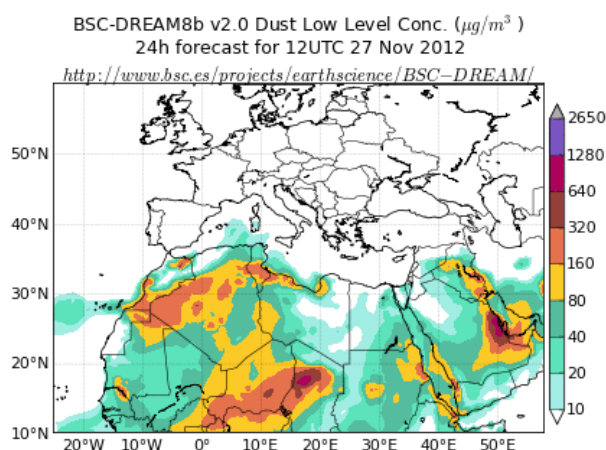 BSC-DREAM8b v2.0 Dust Low Level Conc. (μg/m³ )
24h forecast for 12UTC 27 Nov 2012
http://www.bsc.es/projects/earthscience/BSC−DREAM/
2650
50°N
1280
640
40°N
320
160
30°N
80
40
20°N
20
10
10°N
20°W 10°W 0° 10°E 20°E 30°E 40°E 50°E